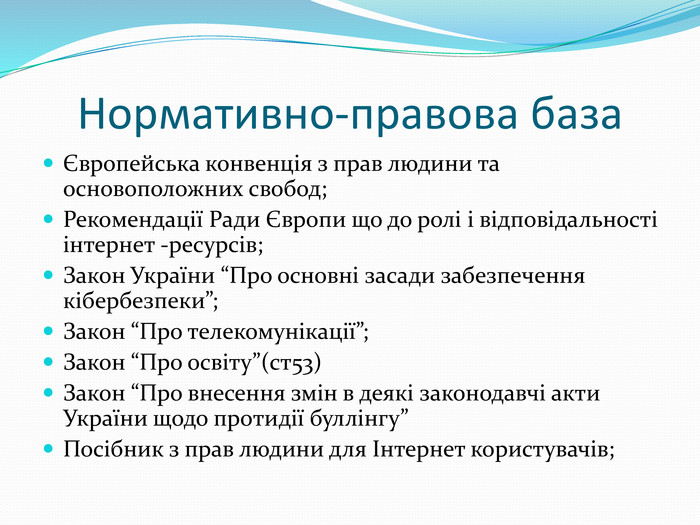 Нормативно-правова база
Європейська конвенція з прав людини та
основоположних свобод;
Рекомендації Ради Європи що до ролі і відповідальності
інтернет -ресурсів;
Закон України “Про основні засади забезпечення
кібербезпеки”;
Закон “Про телекомунікації”;
Закон “Про освіту”(ст53)
Закон “Про внесення змін в деякі законодавчі акти
України щодо протидії буллінгу”
Посібник з прав людини для Інтернет користувачів;